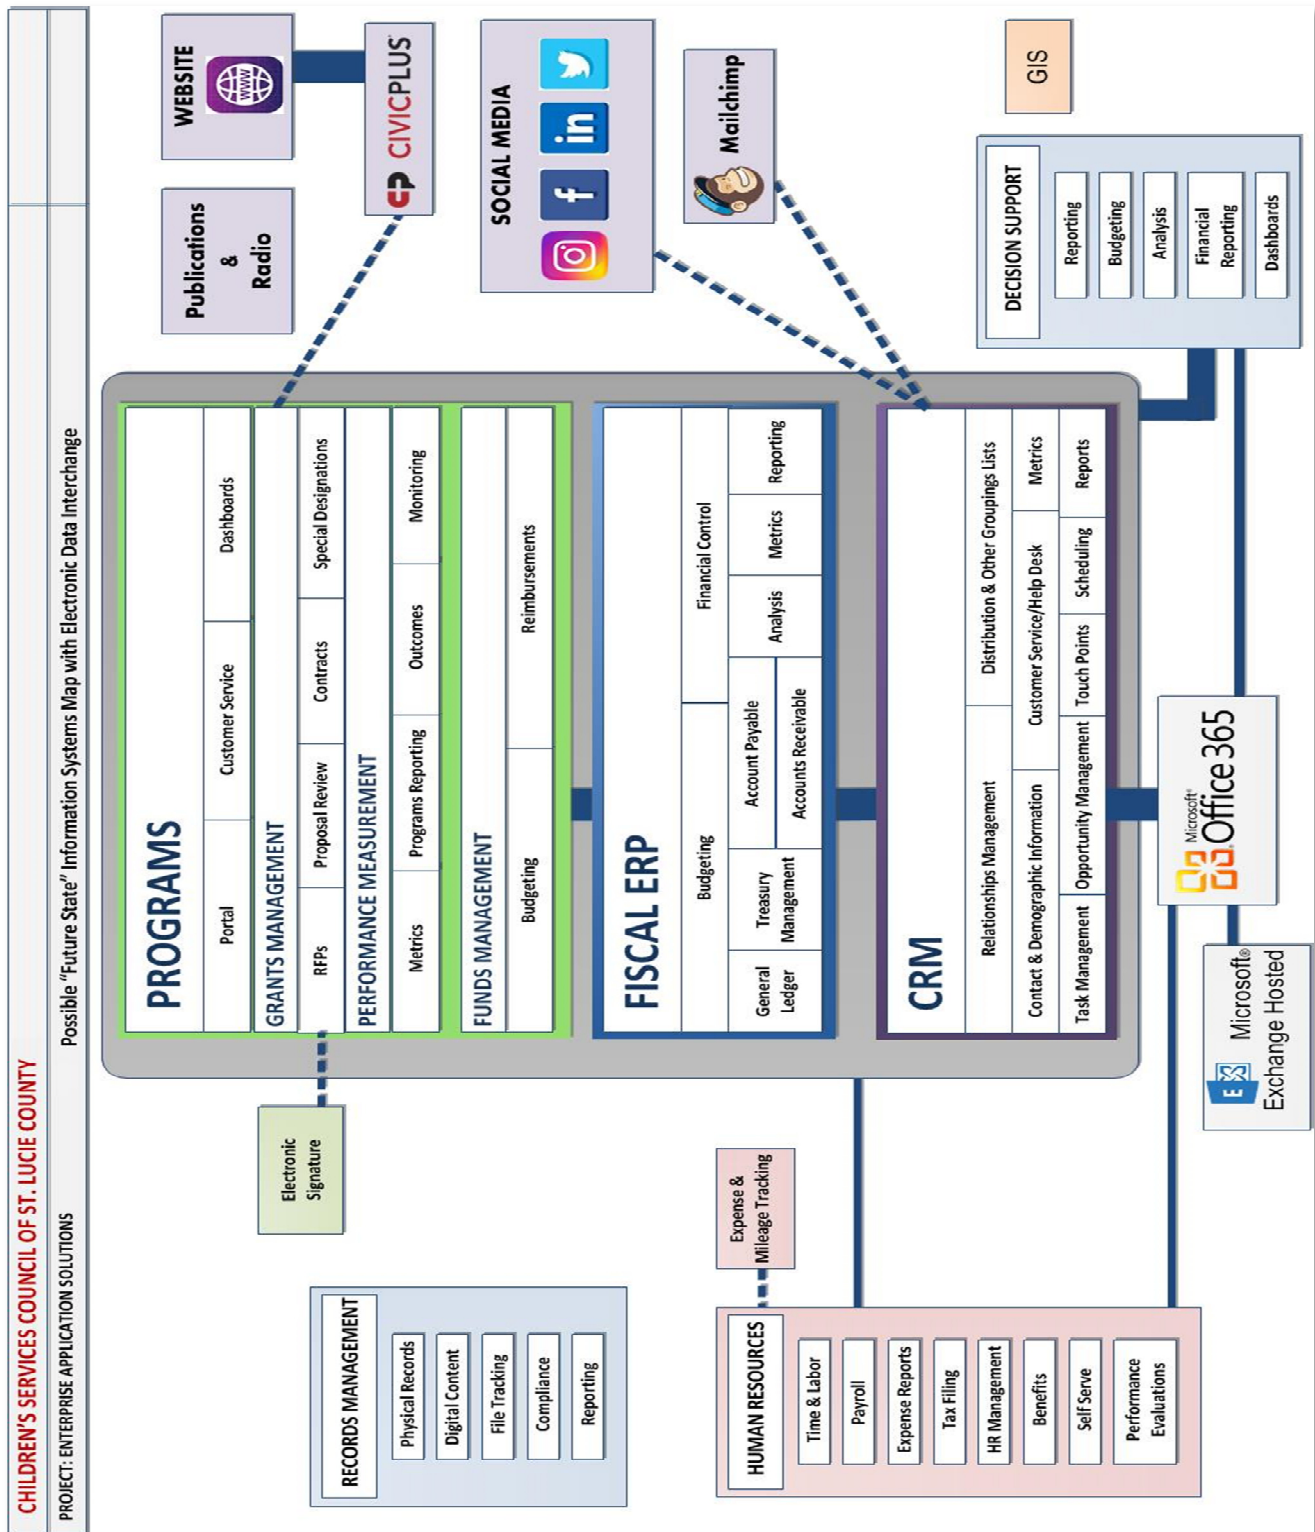 CHILDREN'S SERVICES COUNCIL OF ST. LUCIE COUNTY
PROJECT: ENTERPRISE APPLICATION SOLUTIONS
Possible "Future State" Information Systems Map with Electronic Data Interchange
RECORDS MANAGEMENT
Physical Records
Digital Content
File Tracking
Compliance
Reporting
Electronic
Signature
HUMAN RESOURCES
Time & Labor
Payroll
Expense Reports
Tax Filing
HR Management
Benefits
Self Serve
Performance
Evaluations
Expense &
Mileage Tracking
PROGRAMS
Portal
Customer Service
Dashboards
GRANTS MANAGEMENT
RFPs
Proposal Review
Contracts
Special Designations
PERFORMANCE MEASUREMENT
Metrics
Programs Reporting
Outcomes
Monitoring
FUNDS MANAGEMENT
Budgeting
Reimbursements
FISCAL ERP
Budgeting
Financial Control
General
Ledger
Treasury
Management
Account Payable
Accounts Receivable
Analysis
Metrics
Reporting
CRM
Relationships Management
Distribution & Other Groupings Lists
Contact & Demographic Information
Customer Service/Help Desk
Metrics
Task Management
Opportunity Management
Touch Points
Scheduling
Reports
Publications
&
Radio
WEBSITE
WWW
CP CIVICPLUS
SOCIAL MEDIA
f
in
Mailchimp
DECISION SUPPORT
Reporting
Budgeting
Analysis
Financial
Reporting
Dashboards
GIS
Microsoft®
Office 365
E X
Microsoft®
Exchange Hosted